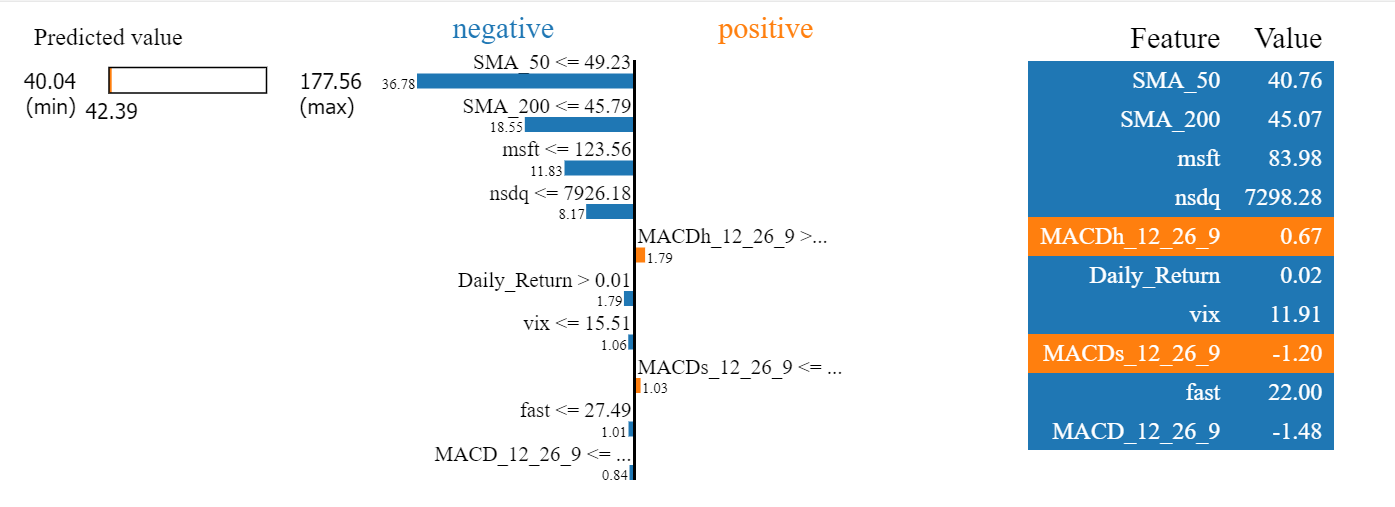 Predicted value
40.04
(min)
42.39
177.56
(max)
negative
positive
SMA_50 <= 49.23
36.78
SMA_200 <= 45.79
18.55
msft <= 123.56
11.83
nsdq <= 7926.18
8.17
MACDh_12_26_9 >...
1.79
Daily_Return > 0.01
1.79
vix <= 15.51
1.06
MACDs_12_26_9 <= ...
1.03
fast <= 27.49
1.01
MACD_12_26_9 <= ...
0.84
Feature Value
SMA_50 40.76
SMA_200 45.07
msft 83.98
nsdq 7298.28
MACDh_12_26_9 0.67
Daily_Return 0.02
vix 11.91
MACDs_12_26_9 -1.20
fast 22.00
MACD_12_26_9 -1.48